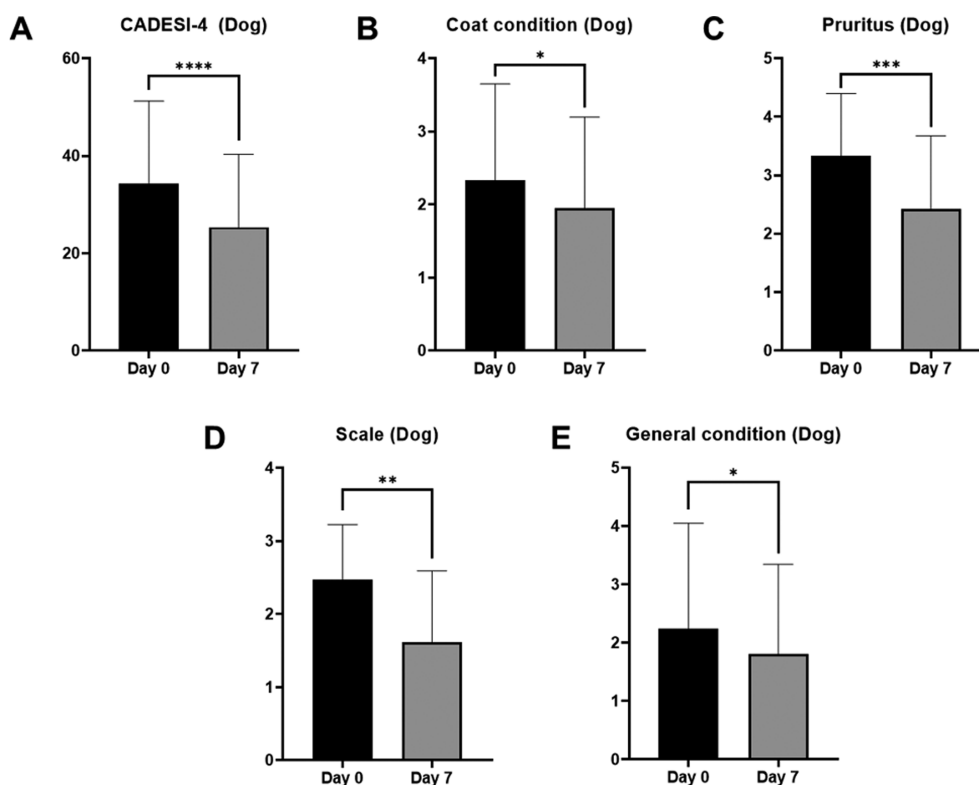 A
CADESI-4 (Dog)
60
40
20
0
****
Day 0 Day 7
B
Coat condition (Dog)
4
3
2
1
0
*
Day 0 Day 7
C
Pruritus (Dog)
5
4
3
2
1
0
***
Day 0 Day 7
D
Scale (Dog)
4
3
2
1
0
**
Day 0 Day 7
E
General condition (Dog)
5
4
3
2
1
0
*
Day 0 Day 7